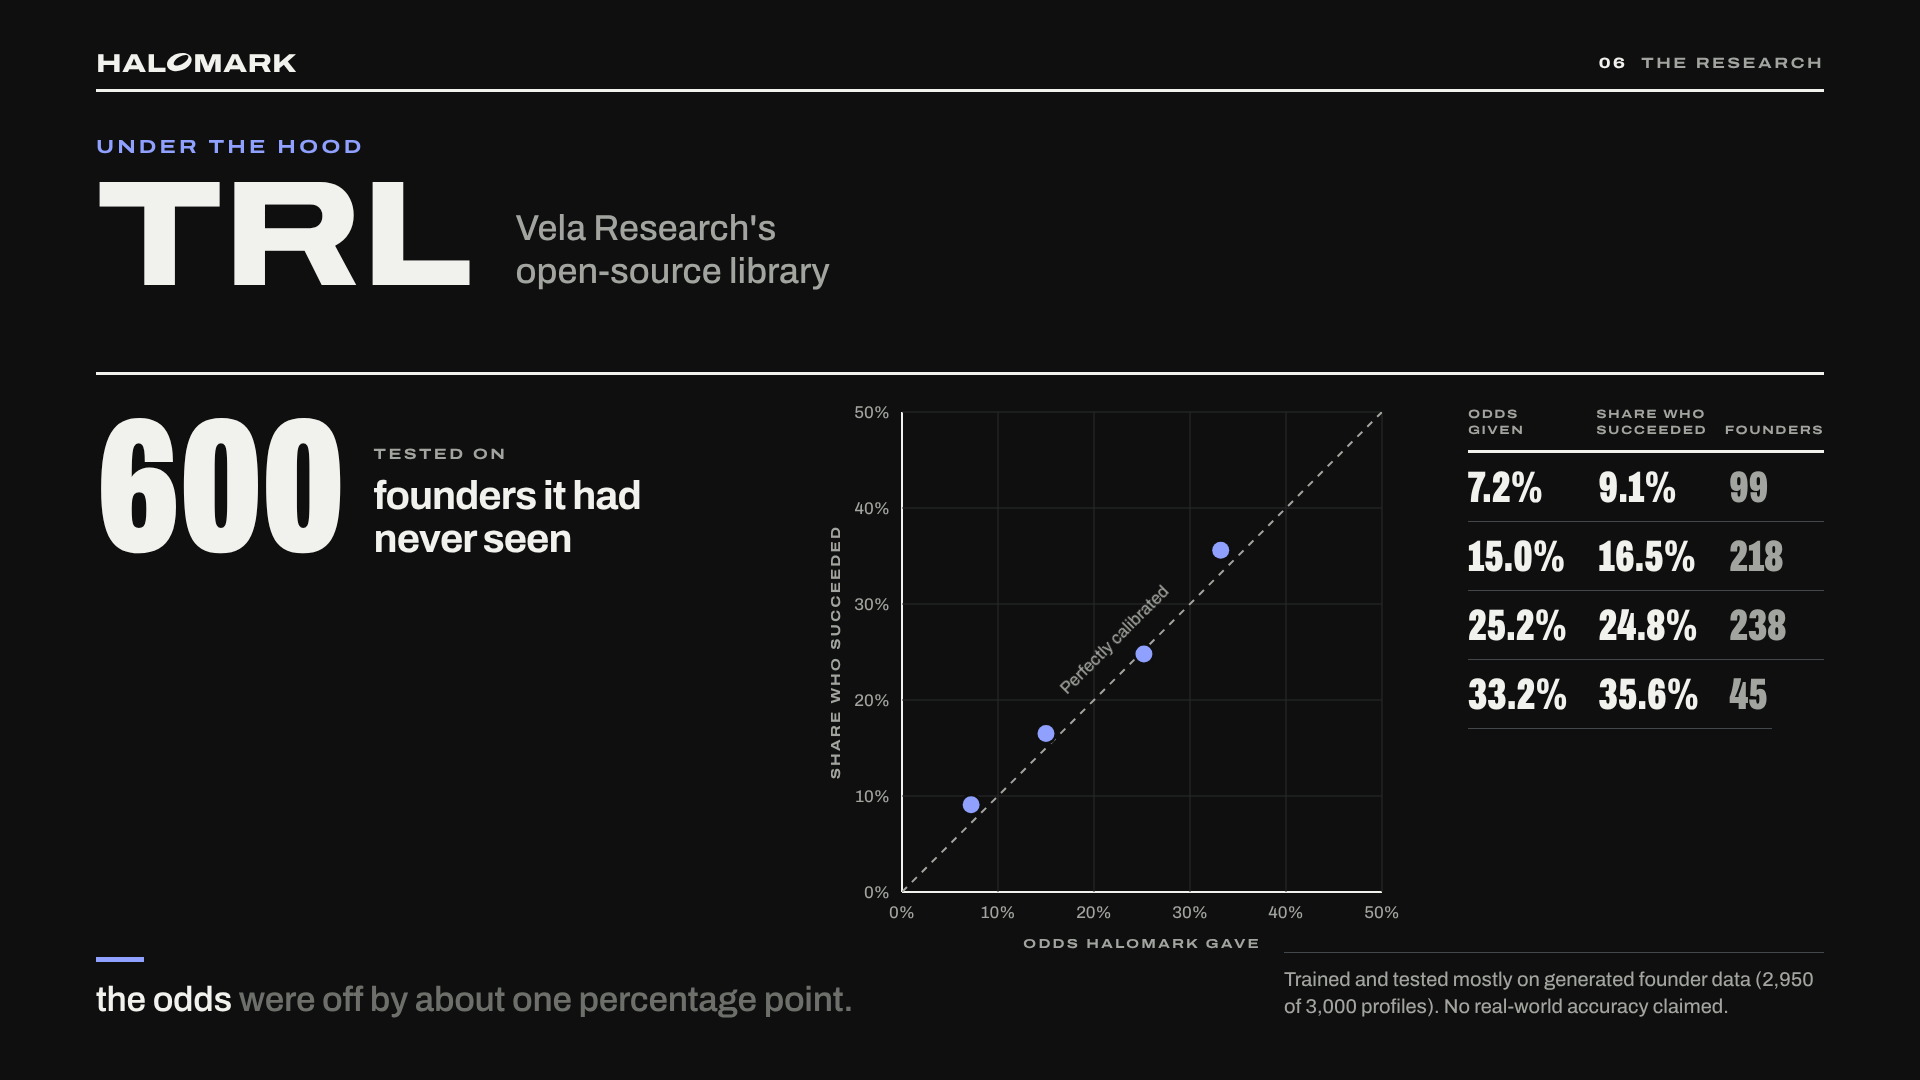 HALOMARK
06 THE RESEARCH
UNDER THE HOOD
TRL
Vela Research's
open-source library
600
TESTED ON
founders it had
never seen
SHARE WHO SUCCEEDED
50%
40%
30%
20%
10%
0%
Perfectly calibrated
0% 10% 20% 30% 40% 50%
ODDS HALOMARK GAVE
ODDS GIVEN SHARE WHO SUCCEEDED FOUNDERS
7.2% 9.1% 99
15.0% 16.5% 218
25.2% 24.8% 238
33.2% 35.6% 45
the odds were off by about one percentage point.
Trained and tested mostly on generated founder data (2,950
of 3,000 profiles). No real-world accuracy claimed.